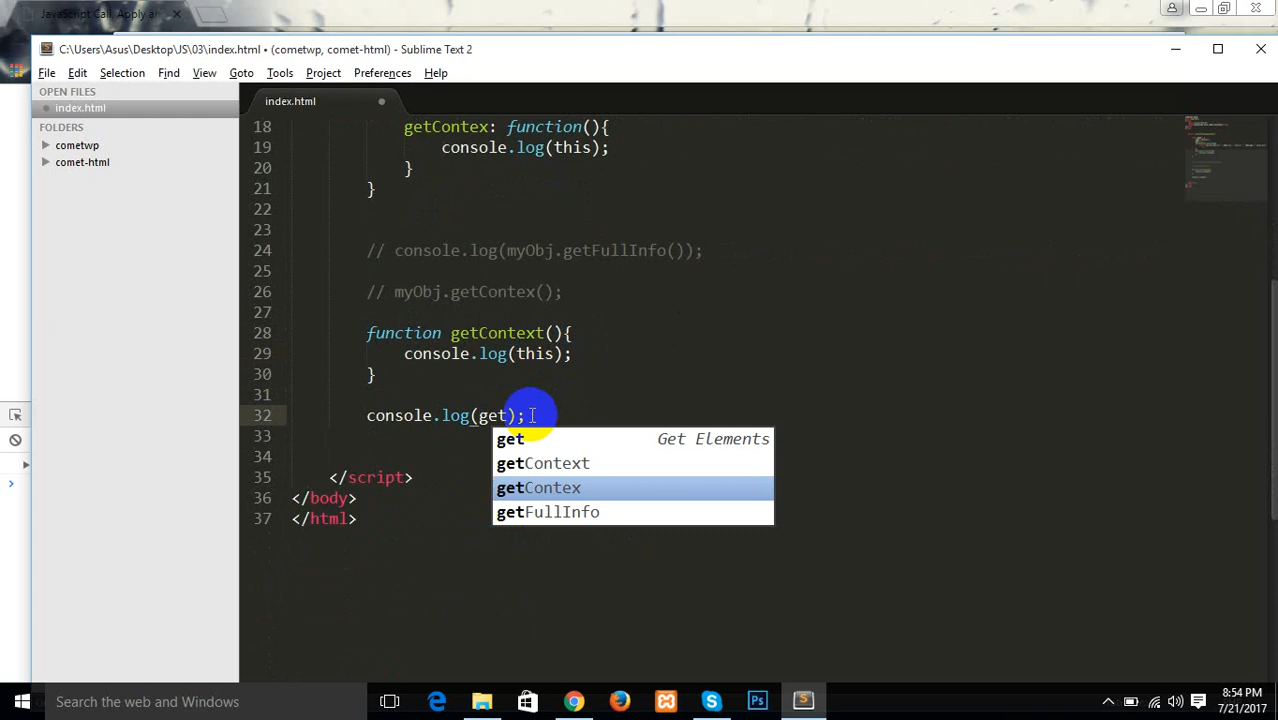 JavaScript Call, Apply an
C:\Users\Asus\Desktop\JS\03\index.html • (cometwp, comet-html) - Sublime Text 2
File Edit Selection Find View Goto Tools Project Preferences Help
OPEN FILES
index.html
FOLDERS
cometwp
comet-html
index.html
18 getContex: function(){
19 console.log(this);
20 }
21 }
22
23
24 // console.log(myObj.getFullInfo());
25
26 // myObj.getContex();
27
28 function getContext(){
29 console.log(this);
30 }
31
32 console.log(get);
33
34
35 </script>
36 </body>
37 </html>
get Get Elements
getContext
getContex
getFullInfo
Search the web and Windows
8:54 PM
7/21/2017